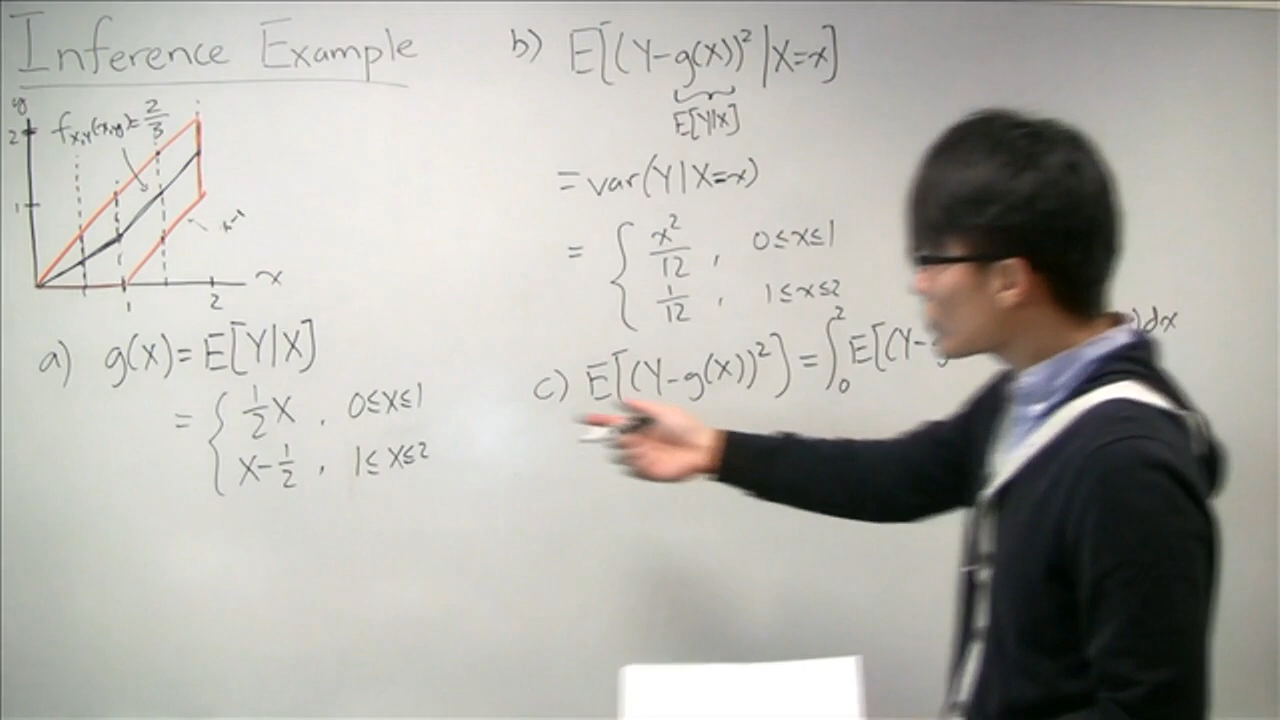 Inference Example
y
2
f_{X,Y}(x,y) = 2/3
1
x-1
x
1
2
a) g(X) = E[Y|X]
= { 1/2 X , 0≤X≤1
X - 1/2 , 1≤X≤2
b) E[(Y-g(X))² | X=x]
E[Y|X]
= var(Y|X=x)
= { x²/12 , 0≤x≤1
1/12 , 1≤x≤2
c) E[(Y-g(X))²] = ∫₀² E[(Y-
)dx